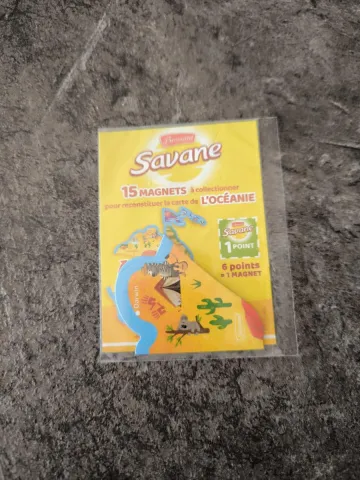 Brossard
Savane
15 MAGNETS à collectionner
pour reconstituer la carte de L'OCÉANIE
Savane
1 POINT
6 points
= 1 MAGNET